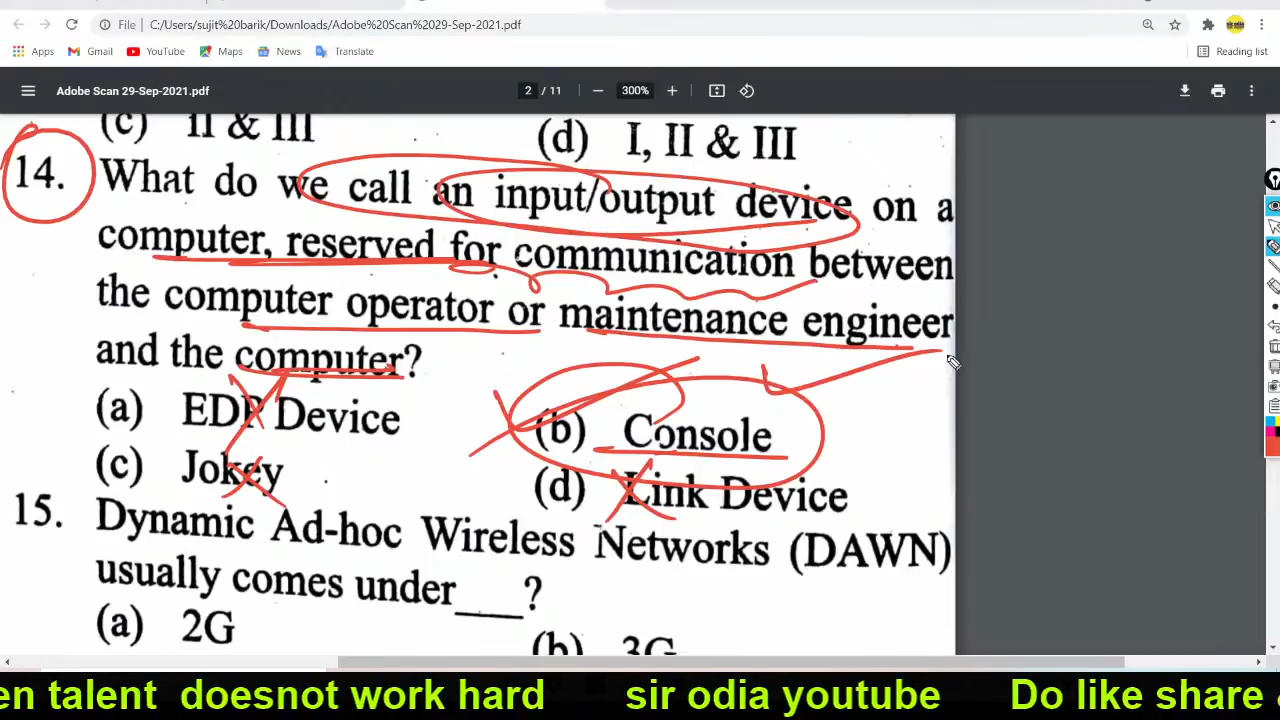 File
C:/Users/sujit%20barik/Downloads/Adobe%20Scan%2029-Sep-2021.pdf
Apps Gmail YouTube Maps News Translate Reading list
Adobe Scan 29-Sep-2021.pdf 2 / 11 300%
(c) II & III (d) I, II & III
14. What do we call an input/output device on a
computer, reserved for communication between
the computer operator or maintenance engineer
and the computer?
(a) EDP Device (b) Console
(c) Jokey (d) Link Device
15. Dynamic Ad-hoc Wireless Networks (DAWN)
usually comes under ___ ?
(a) 2G (b) 3G
en talent doesnot work hard sir odia youtube Do like share